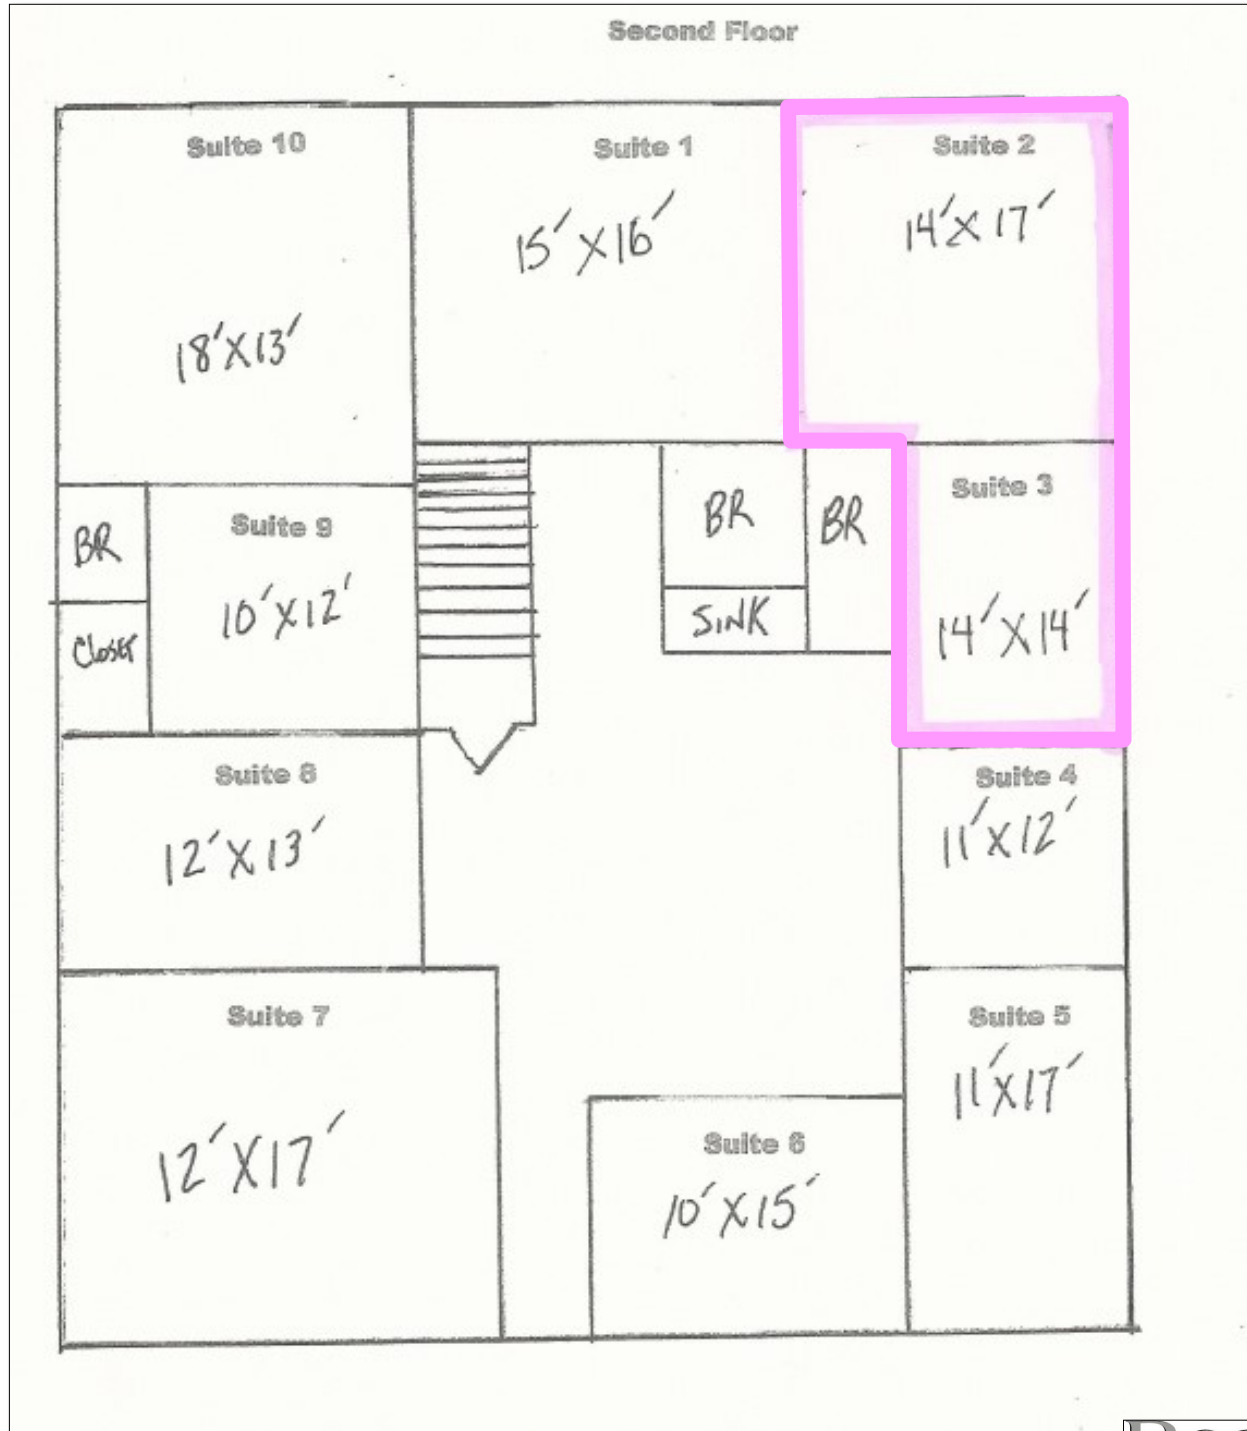 Second Floor
Suite 10
18'X13'
Suite 1
15'X16'
Suite 2
14'X17'
BR
Closet
Suite 9
10'X12'
BR
SINK
BR
Suite 3
14'X14'
Suite 8
12'X13'
Suite 4
11'X12'
Suite 7
12'X17'
Suite 6
10'X15'
Suite 5
11'X17'